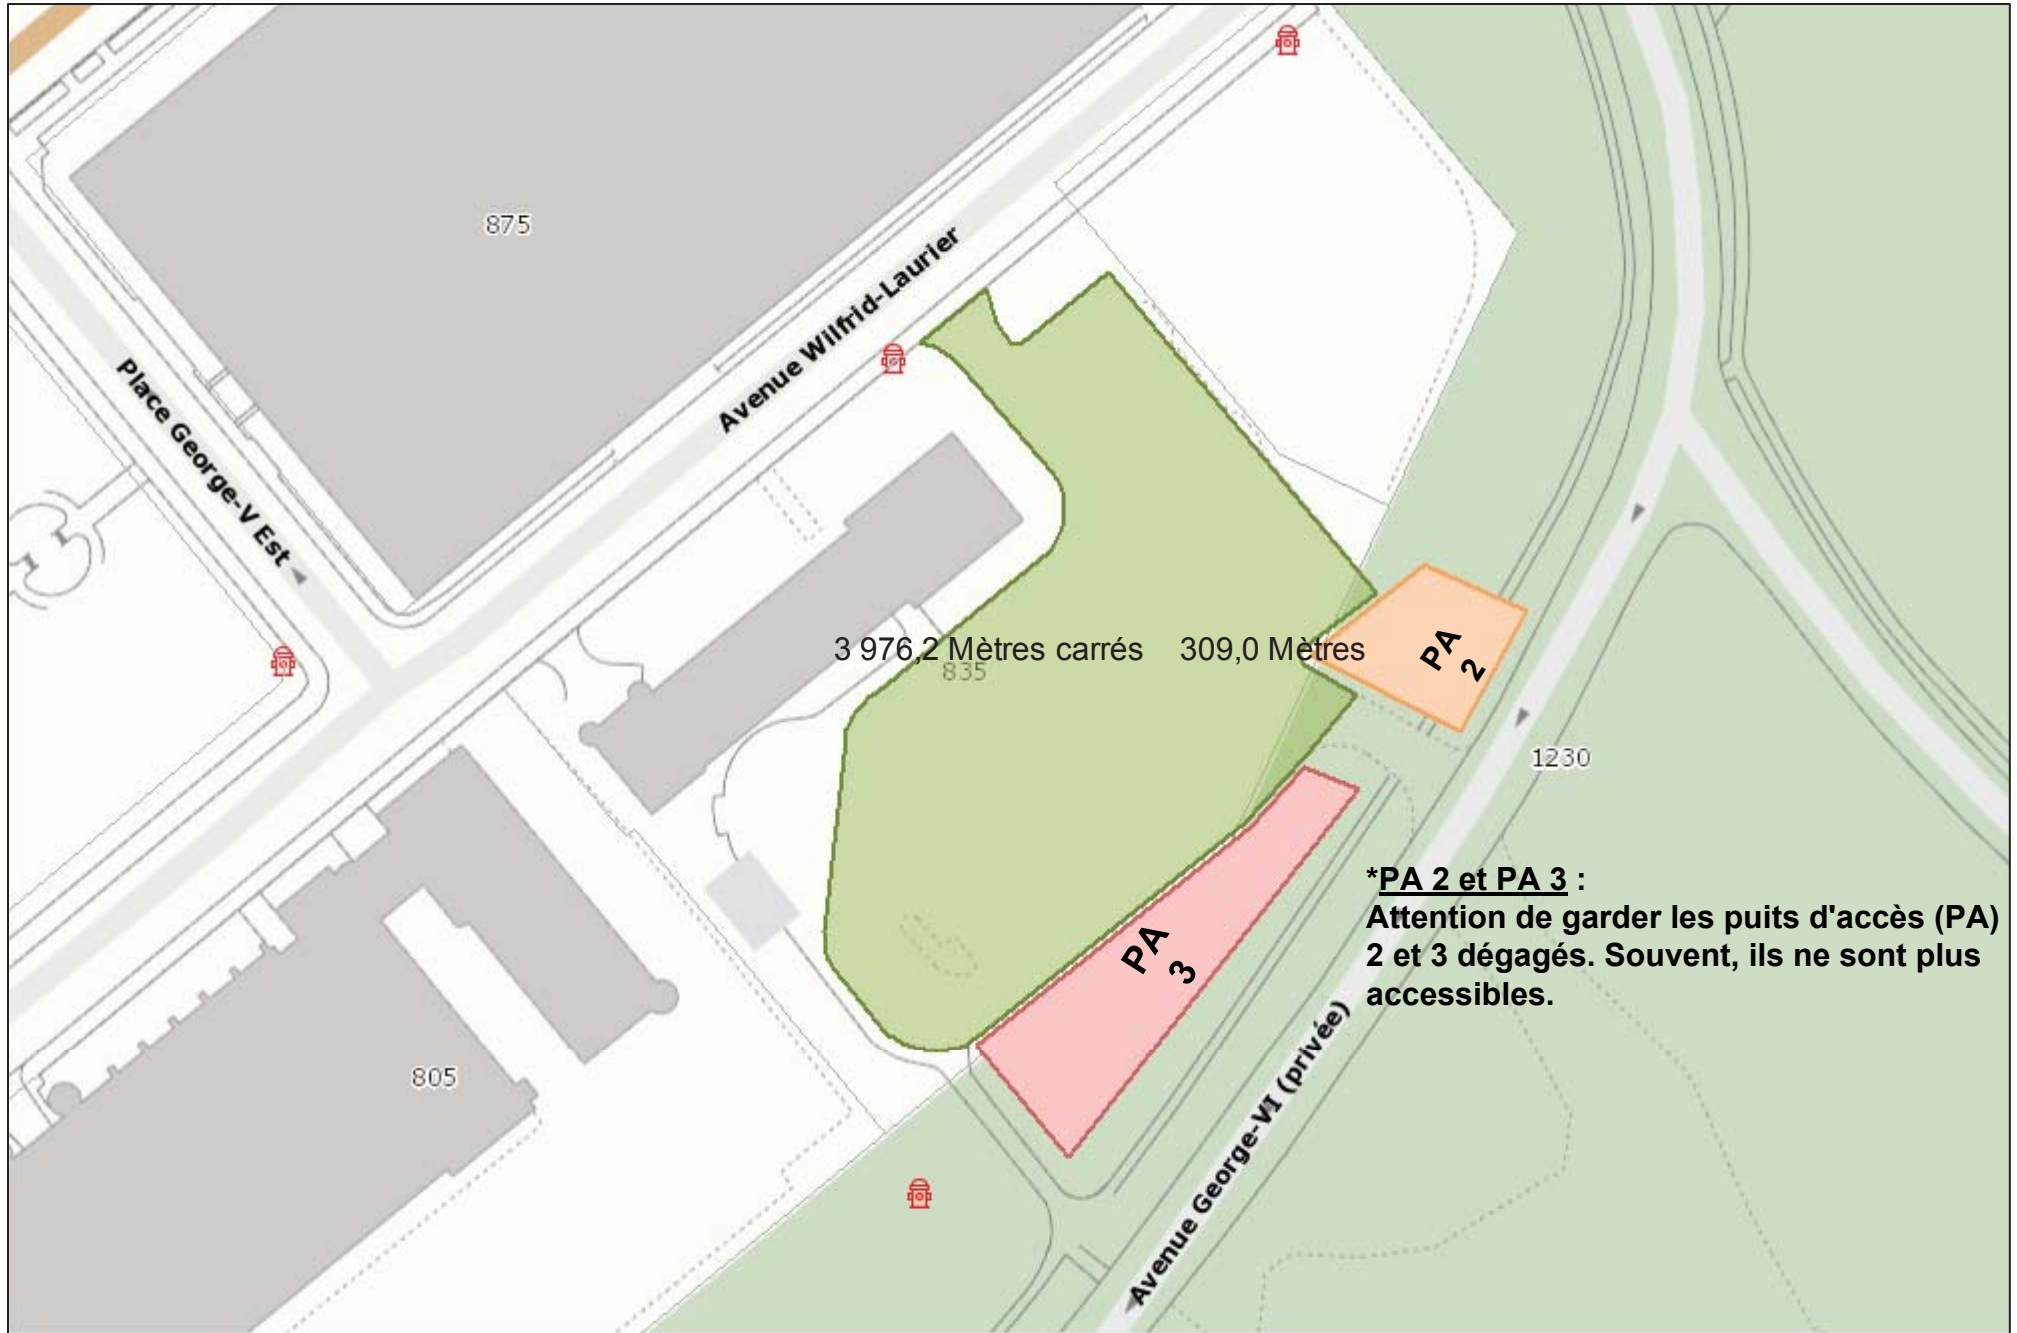 875
Avenue Wilfrid-Laurier
Place George-V Est
3 976,2 Mètres carrés 309,0 Mètres
835
PA
2
1230
*PA 2 et PA 3 :
Attention de garder les puits d'accès (PA)
2 et 3 dégagés. Souvent, ils ne sont plus
accessibles.
PA
3
805
Avenue George-VI (privée)